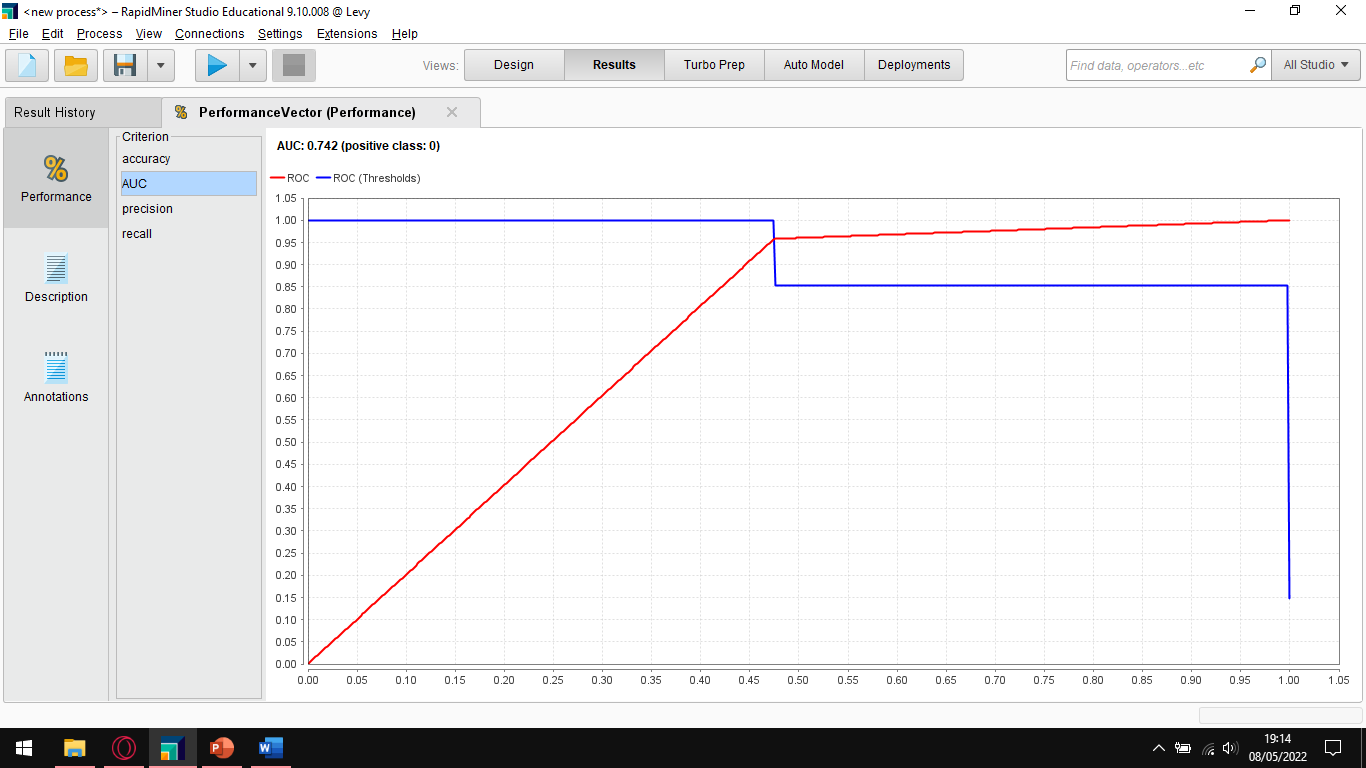 <new process*> – RapidMiner Studio Educational 9.10.008 @ Levy
File Edit Process View Connections Settings Extensions Help
Views: Design Results Turbo Prep Auto Model Deployments Find data, operators...etc All Studio
Result History PerformanceVector (Performance)
Performance
Description
Annotations
Criterion
accuracy
AUC
precision
recall
AUC: 0.742 (positive class: 0)
ROC ROC (Thresholds)
1.05
1.00
0.95
0.90
0.85
0.80
0.75
0.70
0.65
0.60
0.55
0.50
0.45
0.40
0.35
0.30
0.25
0.20
0.15
0.10
0.05
0.00
0.00 0.05 0.10 0.15 0.20 0.25 0.30 0.35 0.40 0.45 0.50 0.55 0.60 0.65 0.70 0.75 0.80 0.85 0.90 0.95 1.00 1.05
19:14
08/05/2022